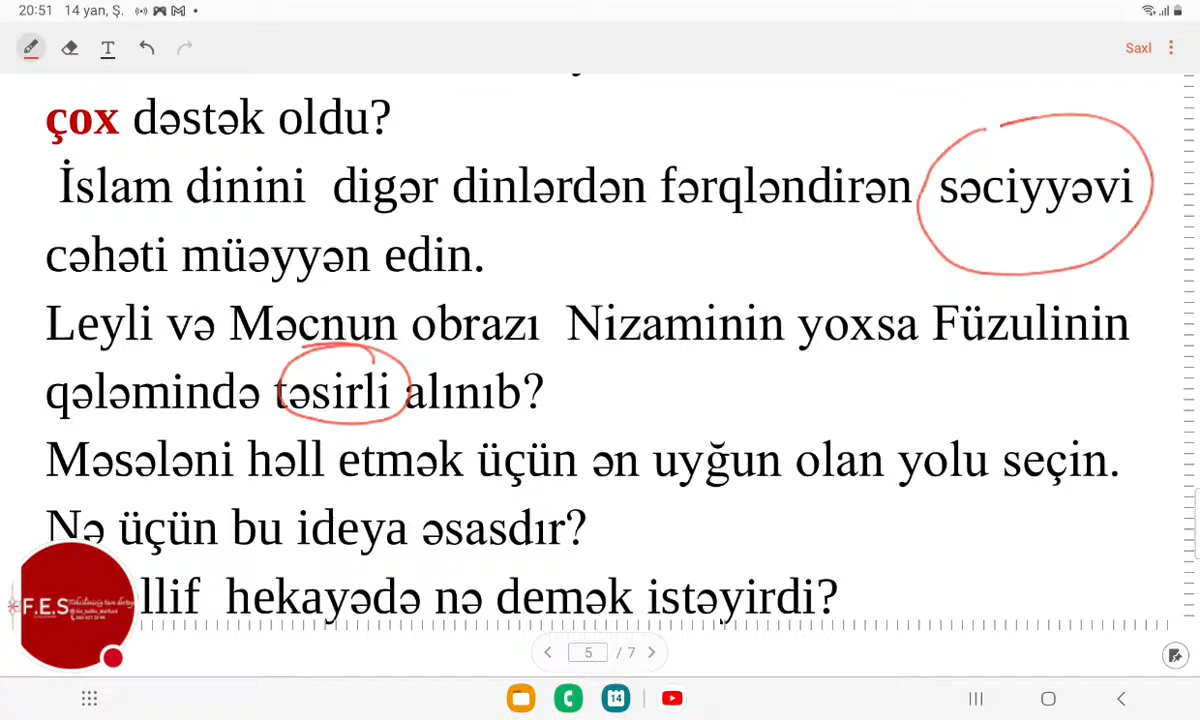 20:51 14 yan, Ş.
T
Saxl
çox dəstək oldu?
İslam dinini digər dinlərdən fərqləndirən səciyyəvi
cəhəti müəyyən edin.
Leyli və Məcnun obrazı Nizaminin yoxsa Füzulinin
qələmində təsirli alınıb?
Məsələni həll etmək üçün ən uyğun olan yolu seçin.
Nə üçün bu ideya əsasdır?
llif hekayədə nə demək istəyirdi?
F.E.S
5 / 7
14